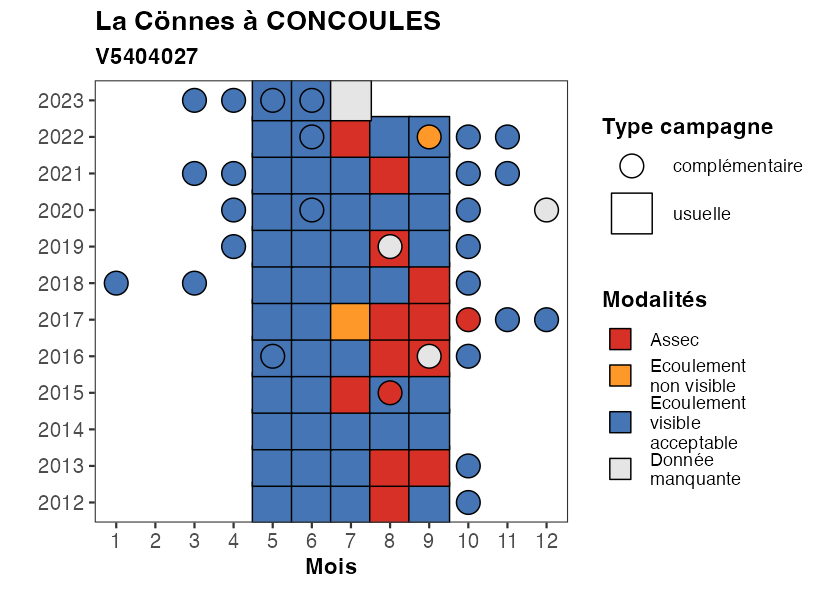 La Cönnes à CONCOULES
V5404027
2023
2022
2021
2020
2019
2018
2017
2016
2015
2014
2013
2012
1 2 3 4 5 6 7 8 9 10 11 12
Mois
Type campagne
complémentaire
usuelle
Modalités
Assec
Ecoulement
non visible
Ecoulement
visible
acceptable
Donnée
manquante